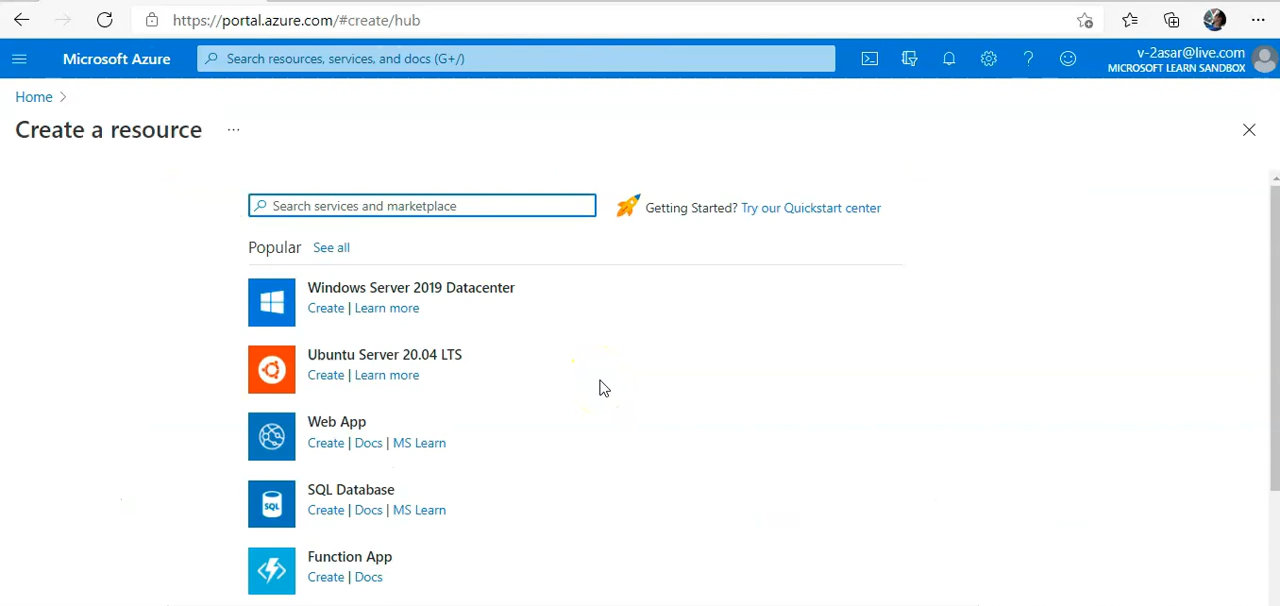 https://portal.azure.com/#create/hub
Microsoft Azure
Search resources, services, and docs (G+/)
v-2asar@live.com
MICROSOFT LEARN SANDBOX
Home >
Create a resource ...
Search services and marketplace
Getting Started? Try our Quickstart center
Popular See all
Windows Server 2019 Datacenter
Create | Learn more
Ubuntu Server 20.04 LTS
Create | Learn more
Web App
Create | Docs | MS Learn
SQL Database
Create | Docs | MS Learn
SQL
Function App
Create | Docs